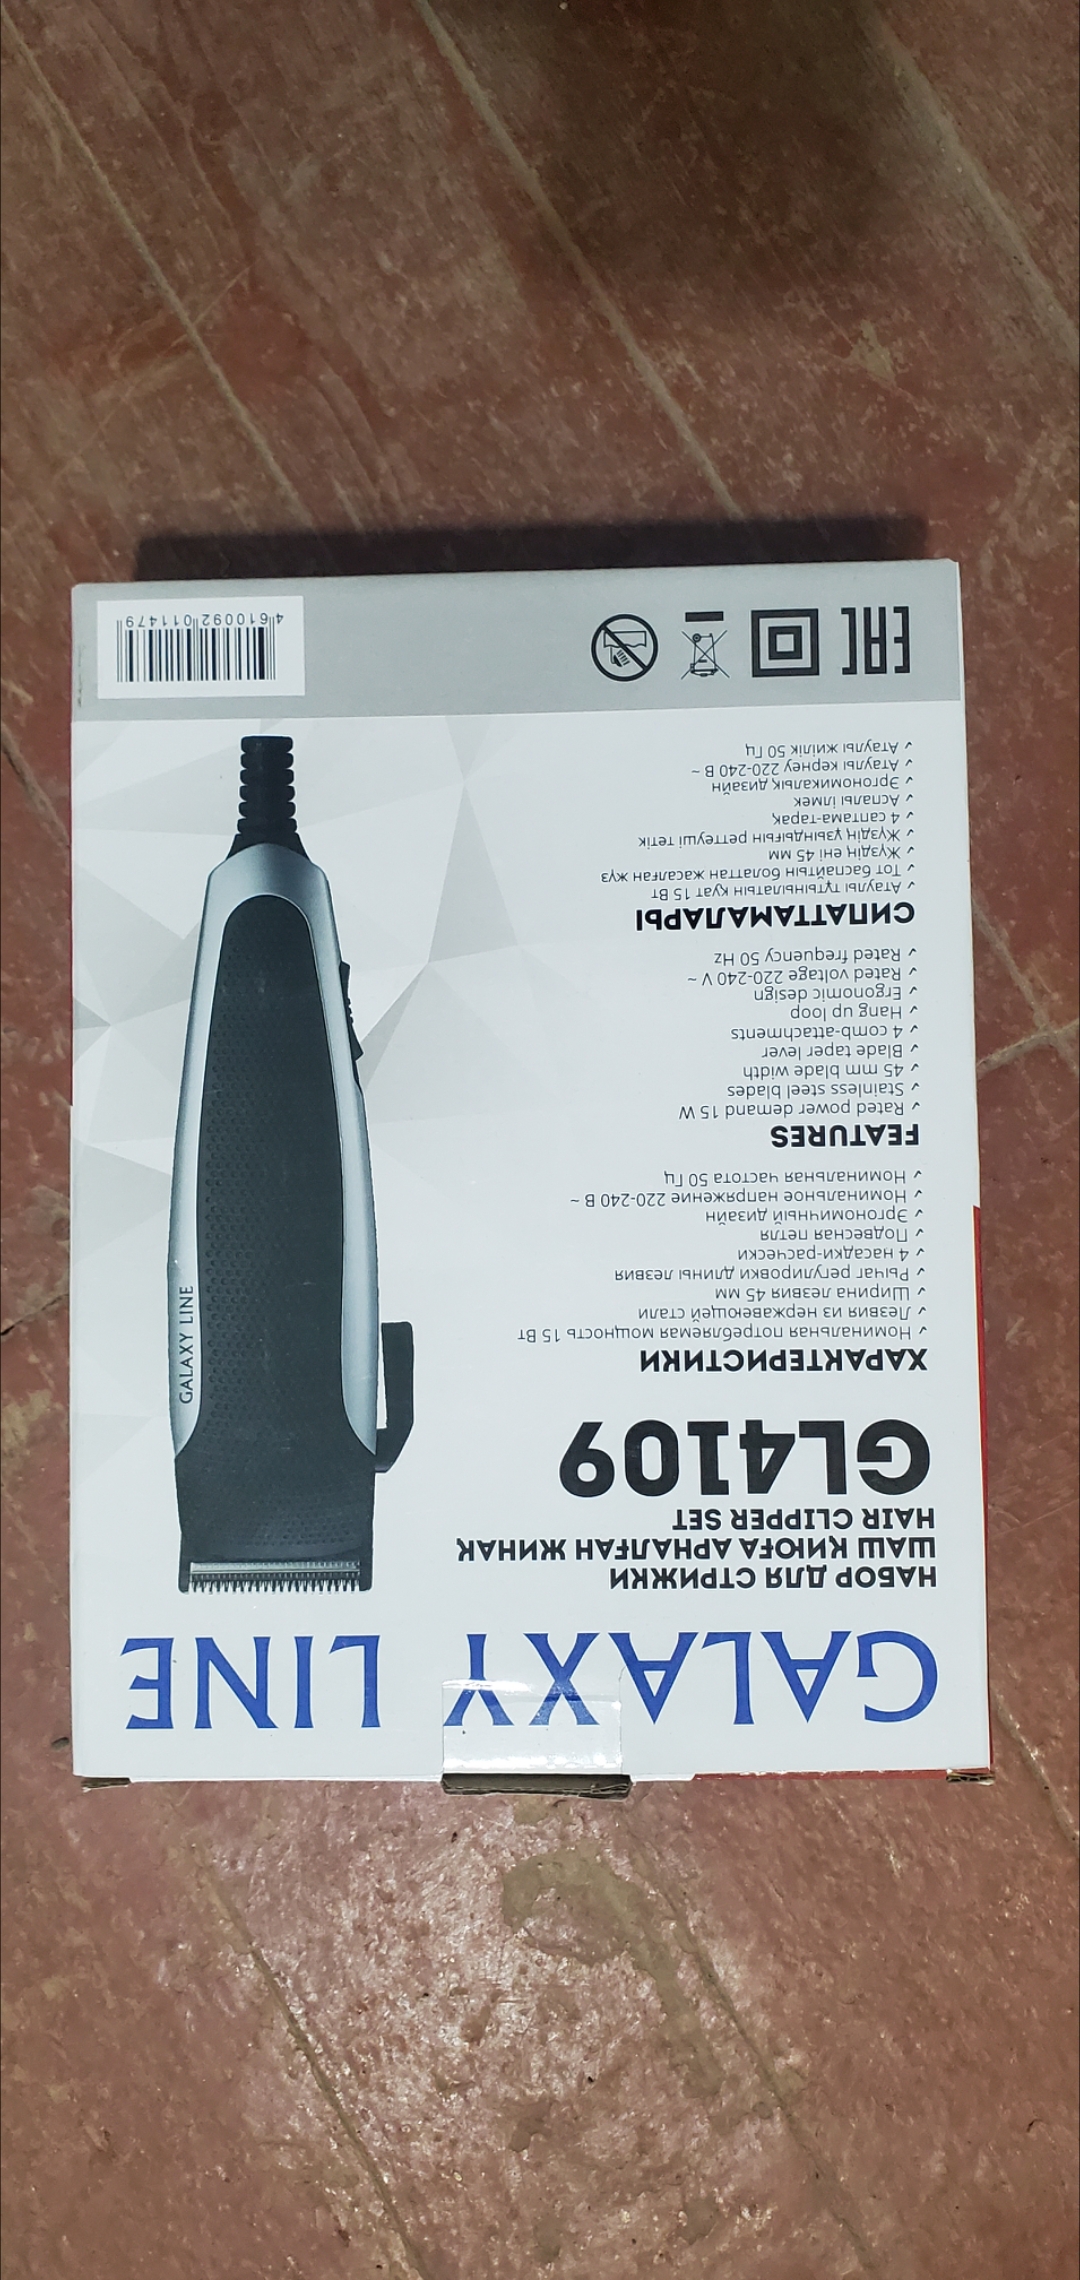 GALAXY LINE
НАБОР ДЛЯ СТРИЖКИ
ШАШ ҚИЮҒА АРНАЛҒАН ЖИНАҚ
HAIR CLIPPER SET
GL4109
ХАРАКТЕРИСТИКИ
✓ Номинальная потребляемая мощность 15 Вт
✓ Лезвия из нержавеющей стали
✓ Ширина лезвия 45 мм
✓ Рычаг регулировки длины лезвия
✓ 4 насадки-расчески
✓ Подвесная петля
✓ Эргономичный дизайн
✓ Номинальное напряжение 220-240 В ~
✓ Номинальная частота 50 Гц
FEATURES
✓ Rated power demand 15 W
✓ Stainless steel blades
✓ 45 mm blade width
✓ Blade taper lever
✓ 4 comb-attachments
✓ Hang up loop
✓ Ergonomic design
✓ Rated voltage 220-240 V ~
✓ Rated frequency 50 Hz
СИПАТТАМАЛАРЫ
✓ Атаулы тұтынылатын қуат 15 Вт
✓ Тот баспайтын болаттан жасалған жүз
✓ Жүздің ені 45 мм
✓ Жүздің ұзындығын реттеуші тетік
✓ 4 саптама-тарақ
✓ Аспалы ілмек
✓ Эргономикалық дизайн
✓ Атаулы кернеу 220-240 В ~
✓ Атаулы жиілік 50 Гц
GALAXY LINE
EAC
4 610092 011479